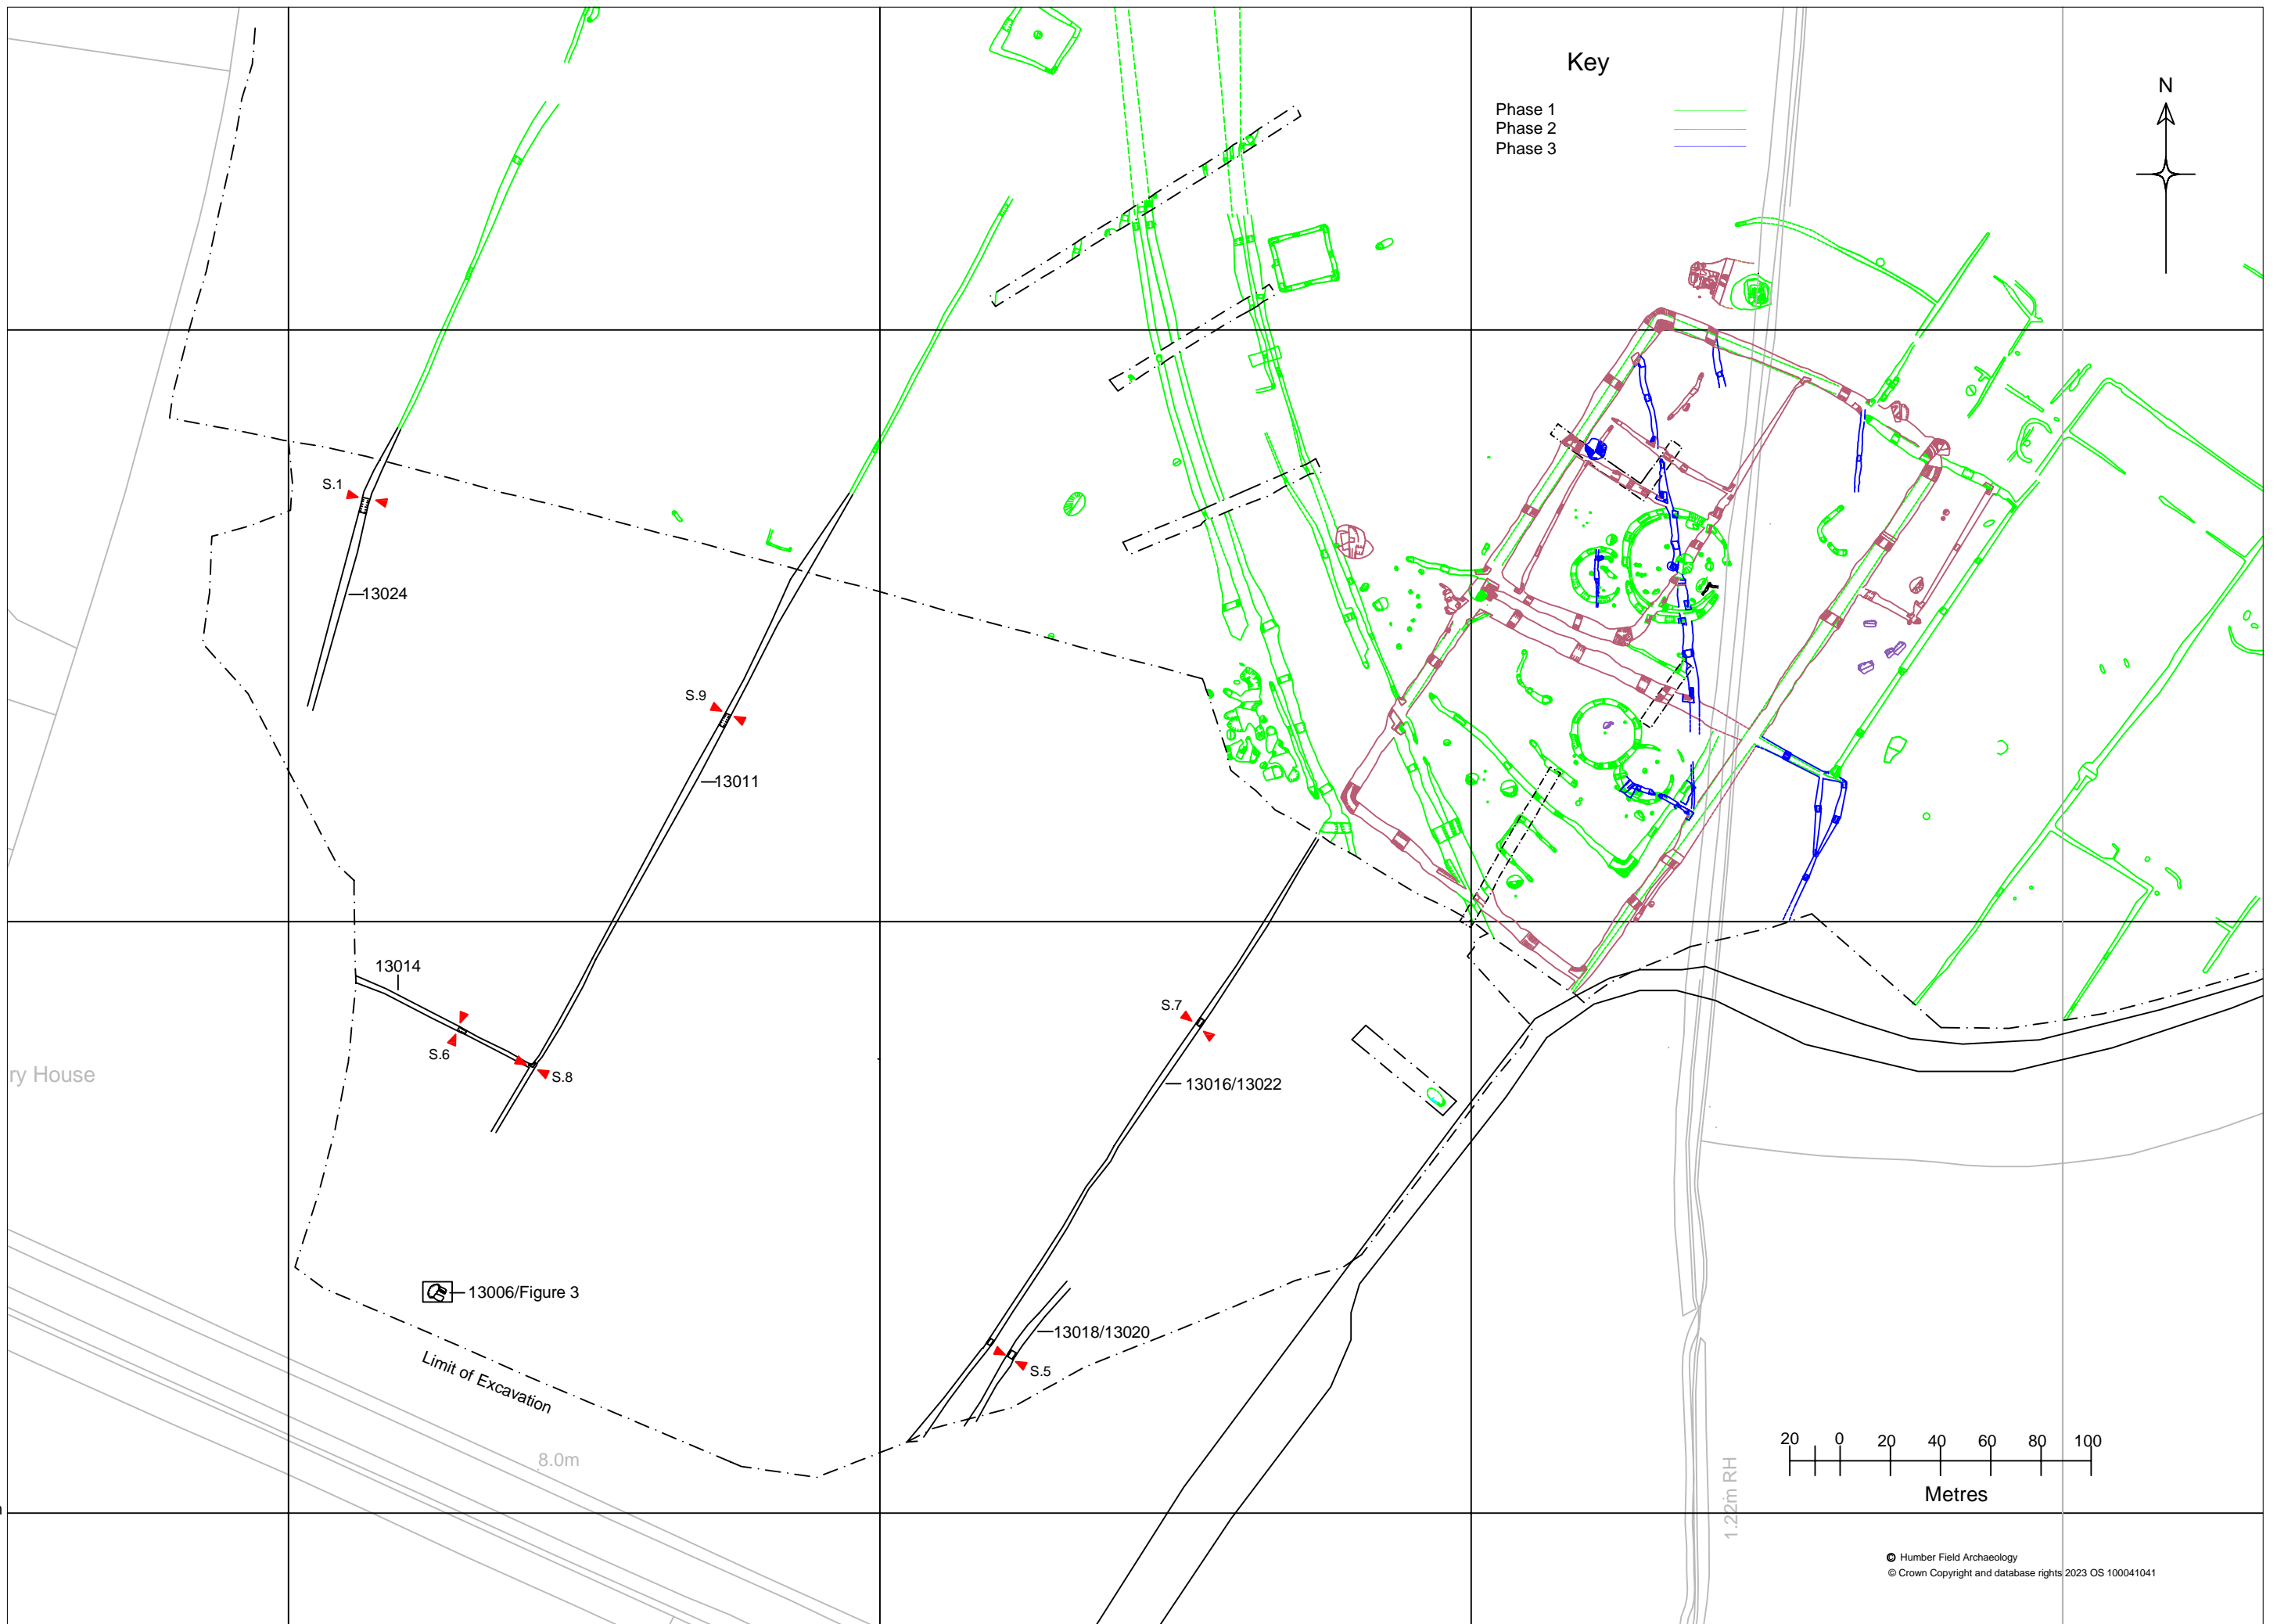 Key
N
Phase 1
Phase 2
Phase 3
S.1
13024
S.9
13011
13014
S.6
S.8
S.7
13016/13022
ry House
13006/Figure 3
13018/13020
S.5
Limit of Excavation
8.0m
1.22m RH
20 0 20 40 60 80 100
Metres
© Humber Field Archaeology
© Crown Copyright and database rights 2023 OS 100041041